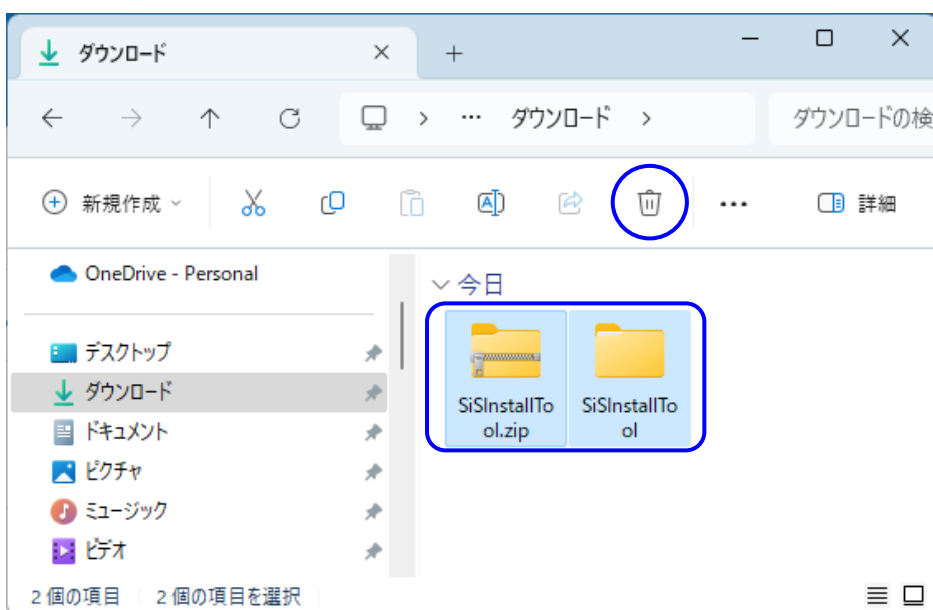 ダウンロード
ダウンロード
ダウンロードの検
新規作成
詳細
OneDrive - Personal
デスクトップ
ダウンロード
ドキュメント
ピクチャ
ミュージック
ビデオ
今日
SiSInstallTo
ol.zip
SiSInstallTo
ol
2 個の項目
2 個の項目を選択